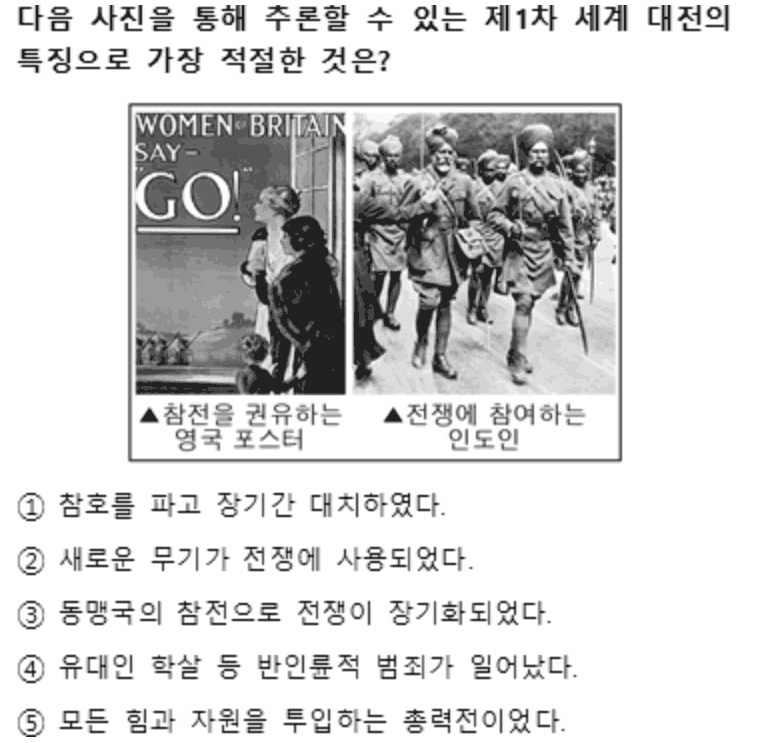 다음 사진을 통해 추론할 수 있는 제1차 세계 대전의
특징으로 가장 적절한 것은?
WOMEN OF BRITAIN
SAY–
"GO!"
▲참전을 권유하는
영국 포스터
▲전쟁에 참여하는
인도인
① 참호를 파고 장기간 대치하였다.
② 새로운 무기가 전쟁에 사용되었다.
③ 동맹국의 참전으로 전쟁이 장기화되었다.
④ 유대인 학살 등 반인륜적 범죄가 일어났다.
⑤ 모든 힘과 자원을 투입하는 총력전이었다.